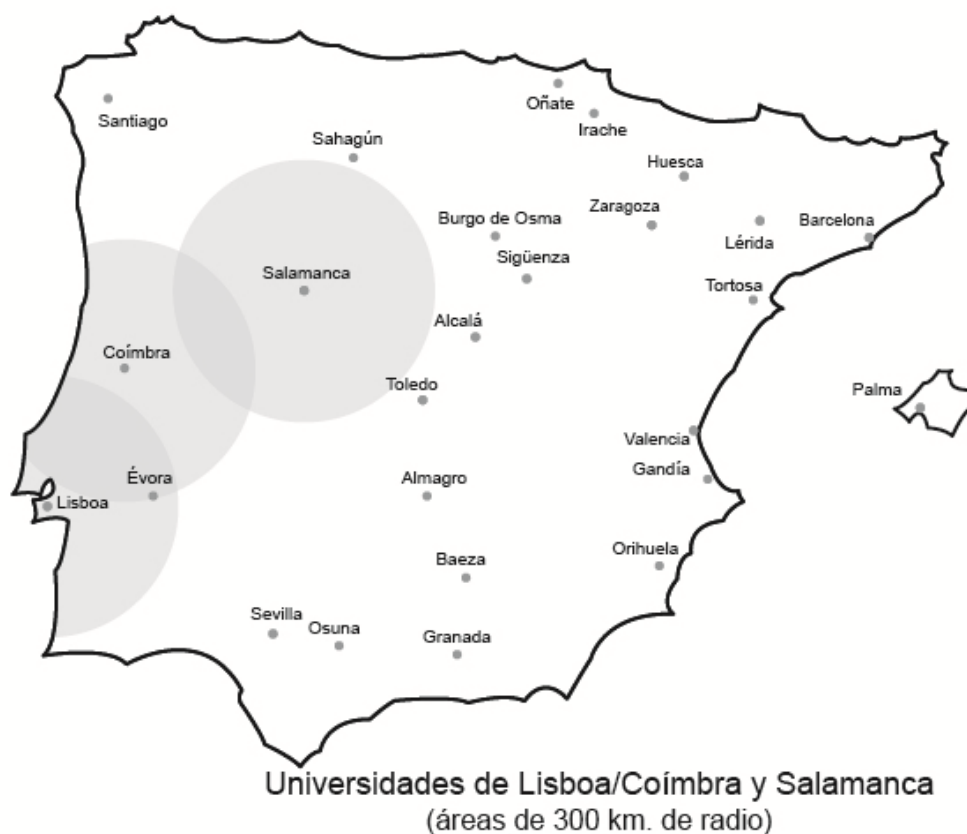 Oñate
Santiago
Irache
Sahagún
Huesca
Burgo de Osma
Zaragoza
Barcelona
Lérida
Sigüenza
Salamanca
Tortosa
Alcalá
Coímbra
Toledo
Palma
Valencia
Gandía
Évora
Almagro
Lisboa
Orihuela
Baeza
Sevilla
Osuna
Granada
Universidades de Lisboa/Coímbra y Salamanca
(áreas de 300 km. de radio)